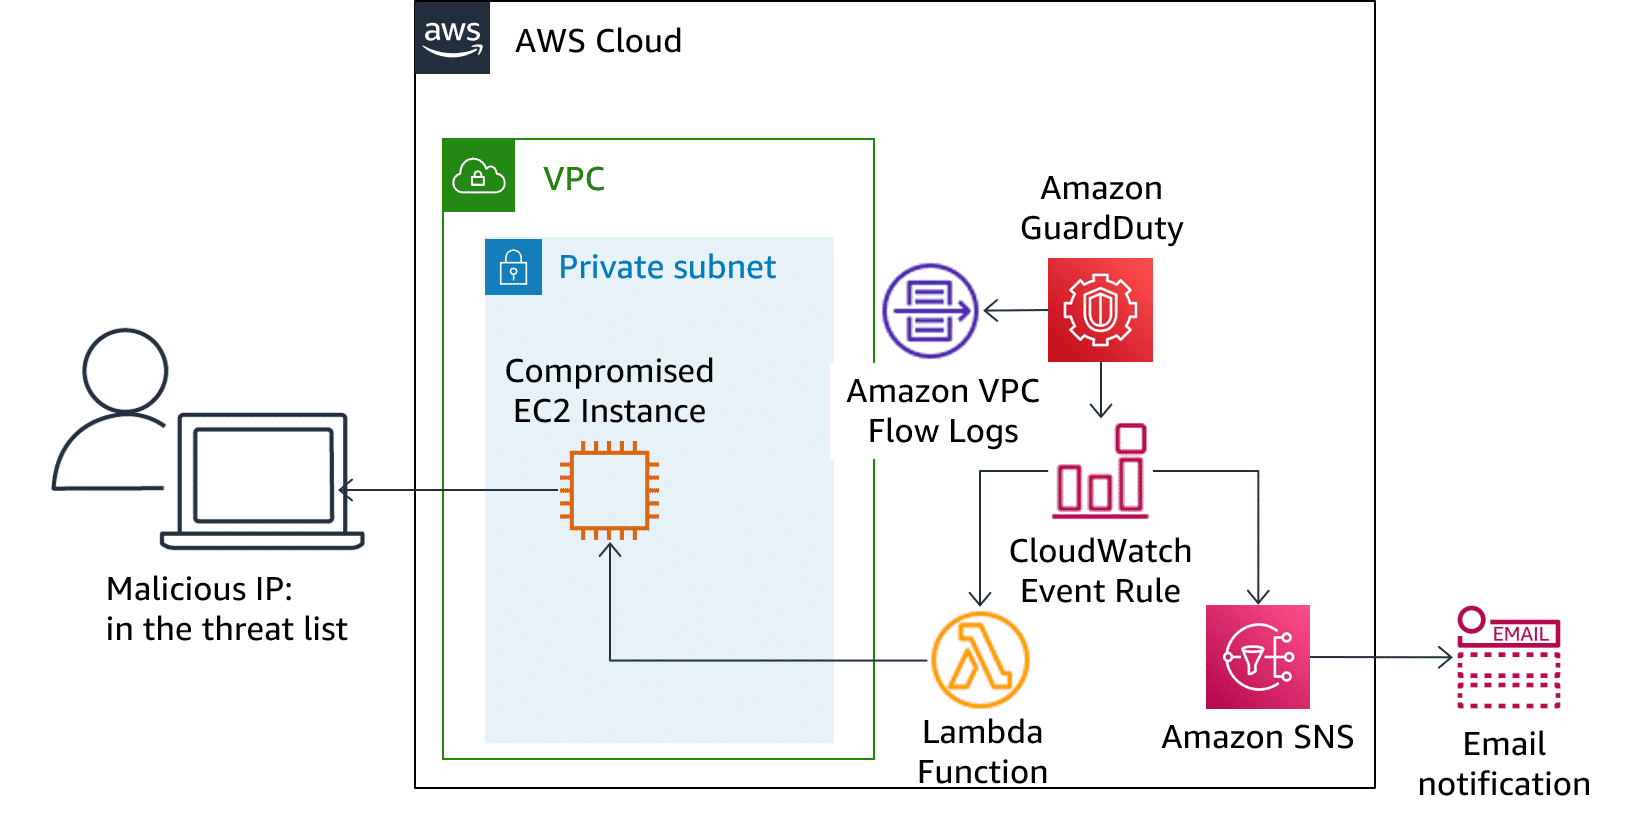 aws
AWS Cloud
VPC
Private subnet
Compromised
EC2 Instance
Amazon
GuardDuty
Amazon VPC
Flow Logs
CloudWatch
Event Rule
Malicious IP:
in the threat list
Lambda
Function
Amazon SNS
EMAIL
Email
notification